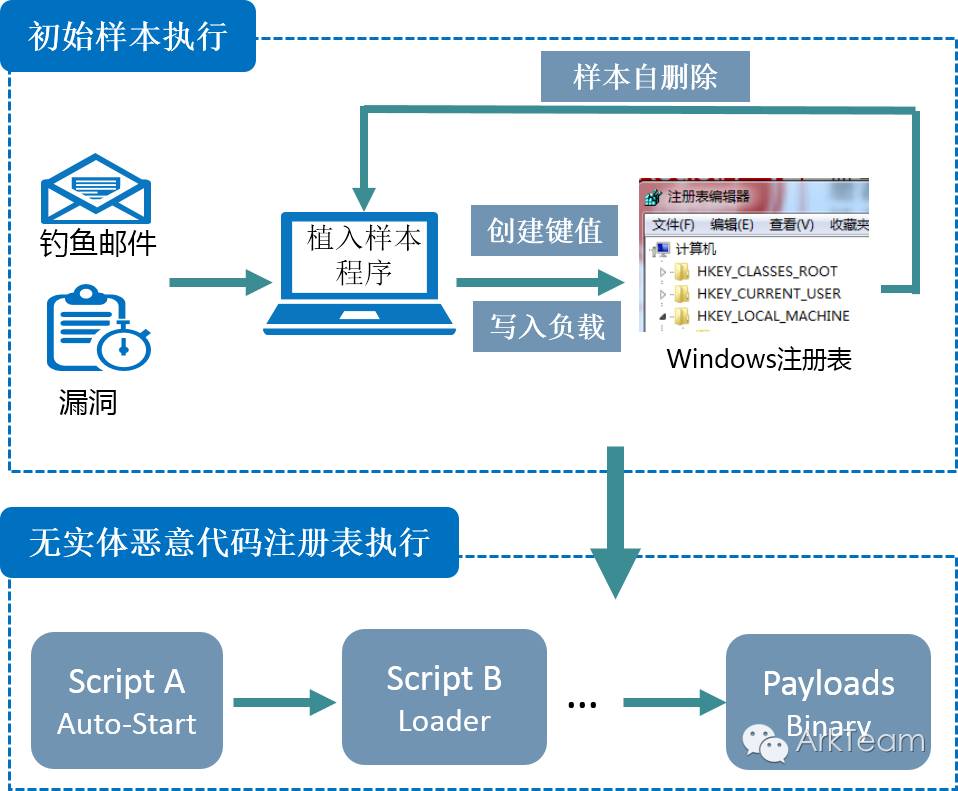 初始样本执行
样本自删除
钓鱼邮件
漏洞
植入样本
程序
创建键值
写入负载
注册表编辑器
文件(F) 编辑(E) 查看(V) 收藏夹
计算机
HKEY_CLASSES_ROOT
HKEY_CURRENT_USER
HKEY_LOCAL_MACHINE
Windows注册表
无实体恶意代码注册表执行
Script A
Auto-Start
Script B
Loader
...
Payloads
Binary
ArkTeam